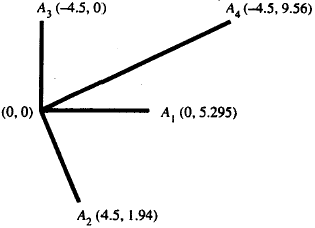 A3 (–4.5, 0)
A4 (–4.5, 9.56)
(0, 0)
A1 (0, 5.295)
A2 (4.5, 1.94)